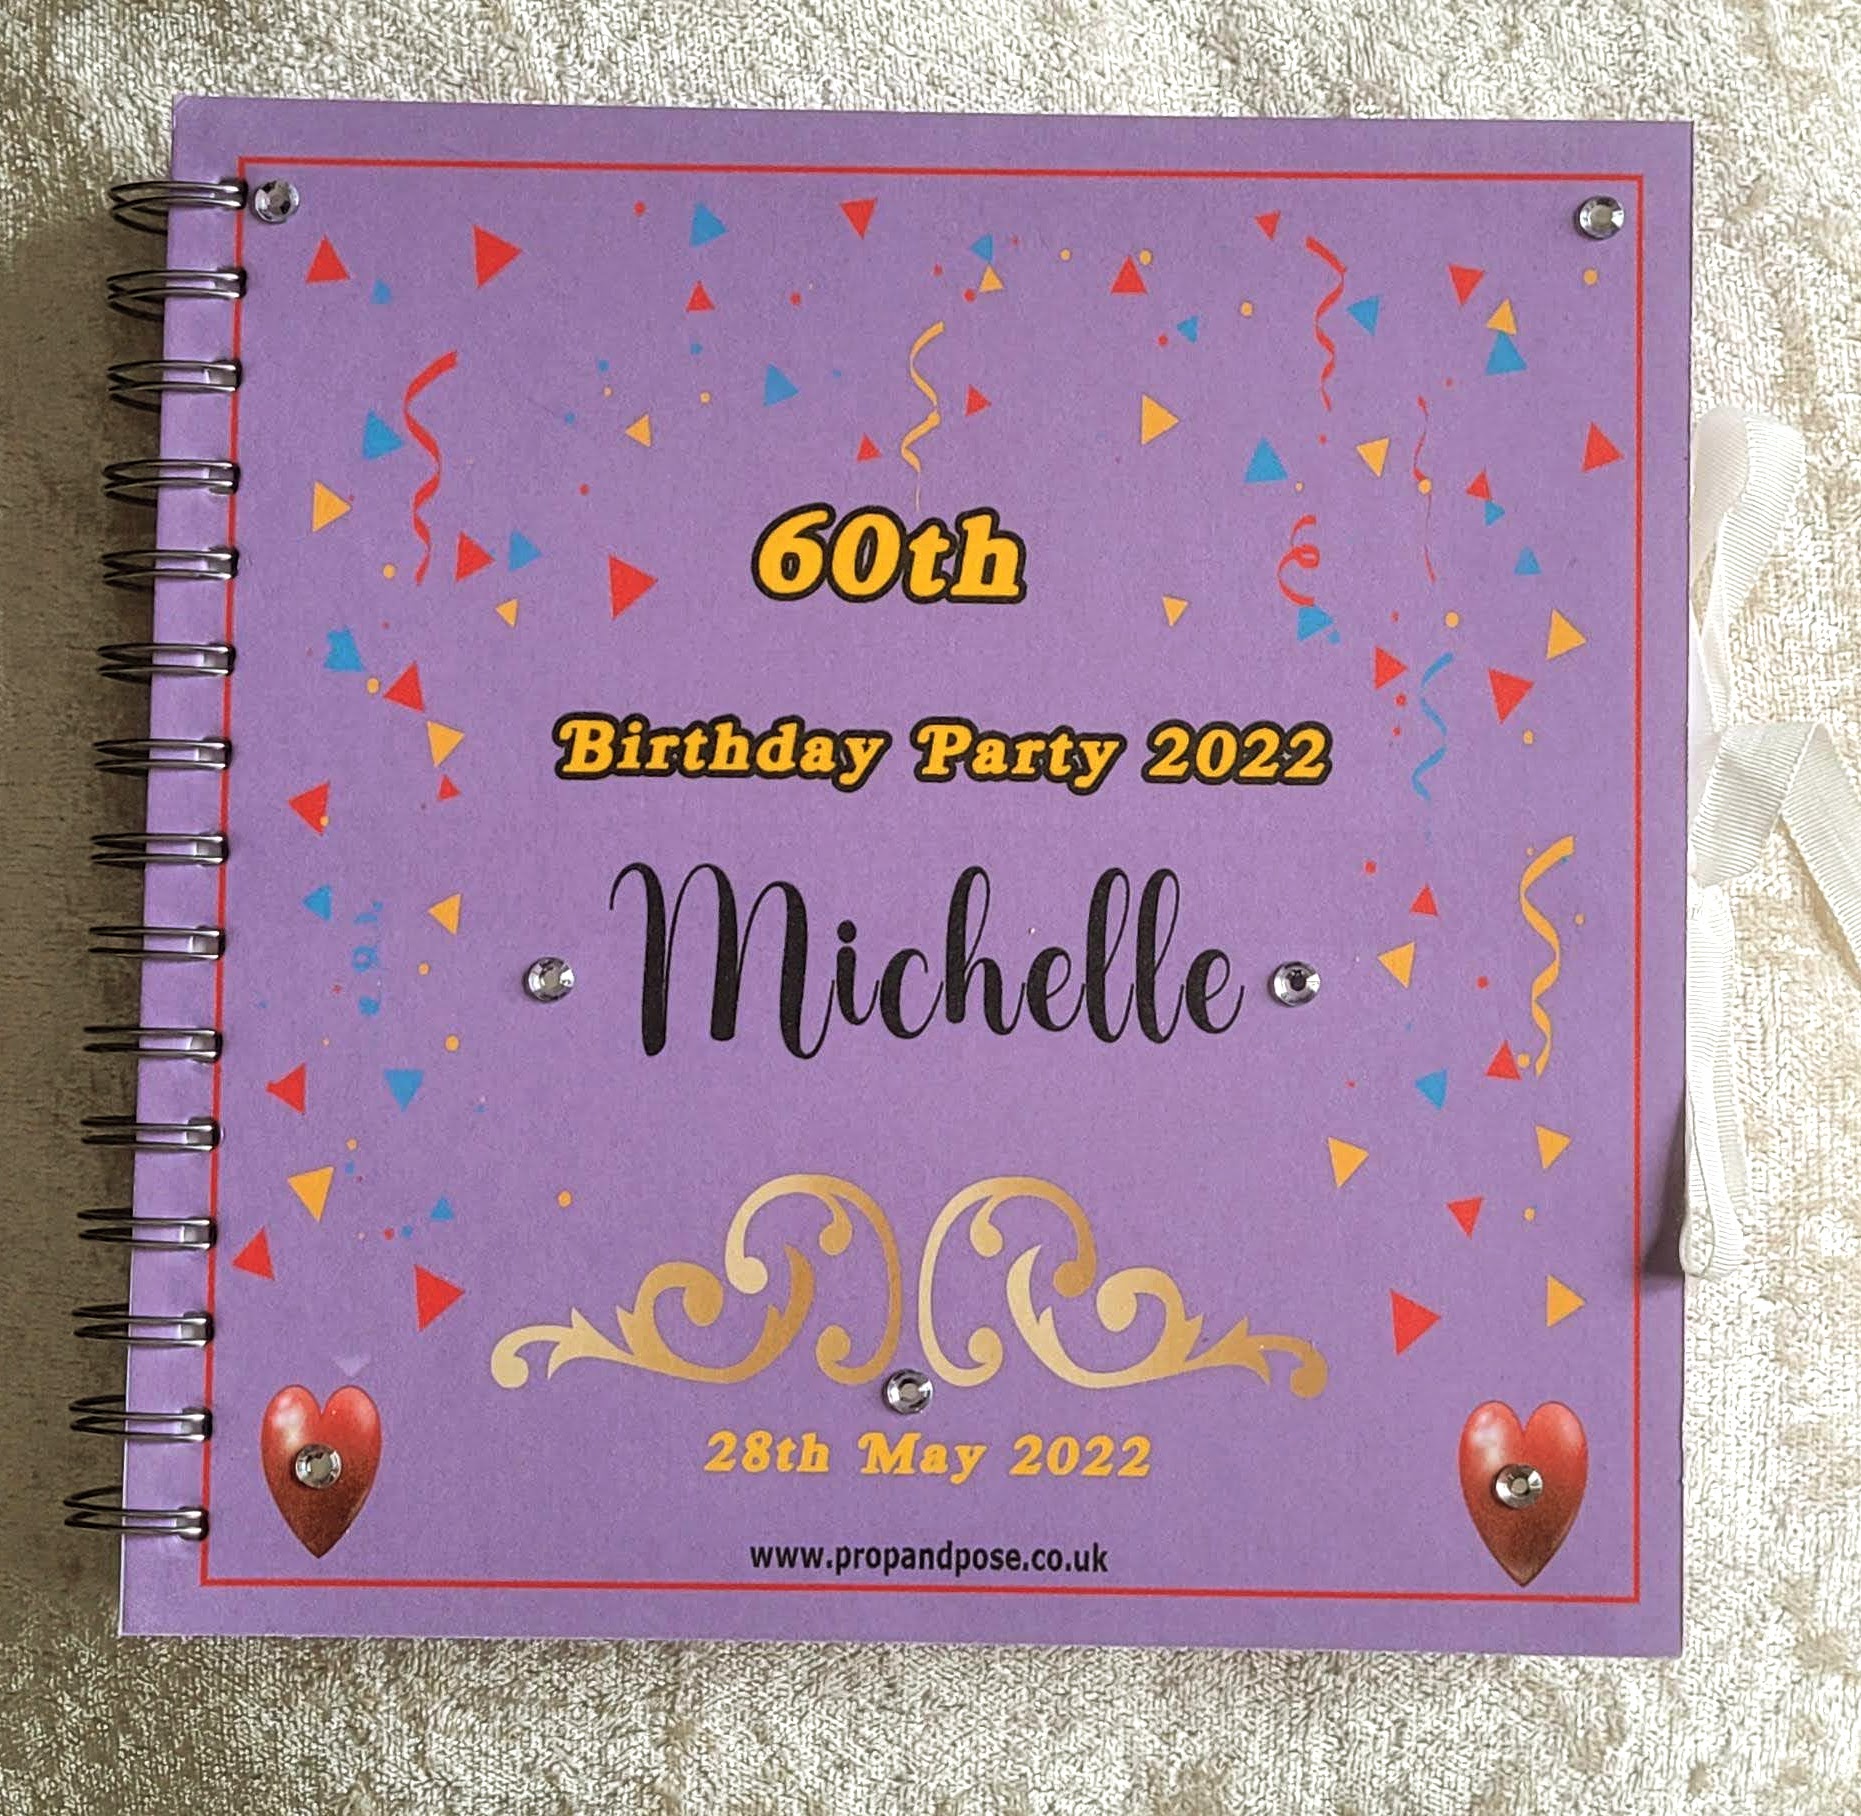 60th
Birthday Party 2022
Michelle
28th May 2022
www.propandpose.co.uk